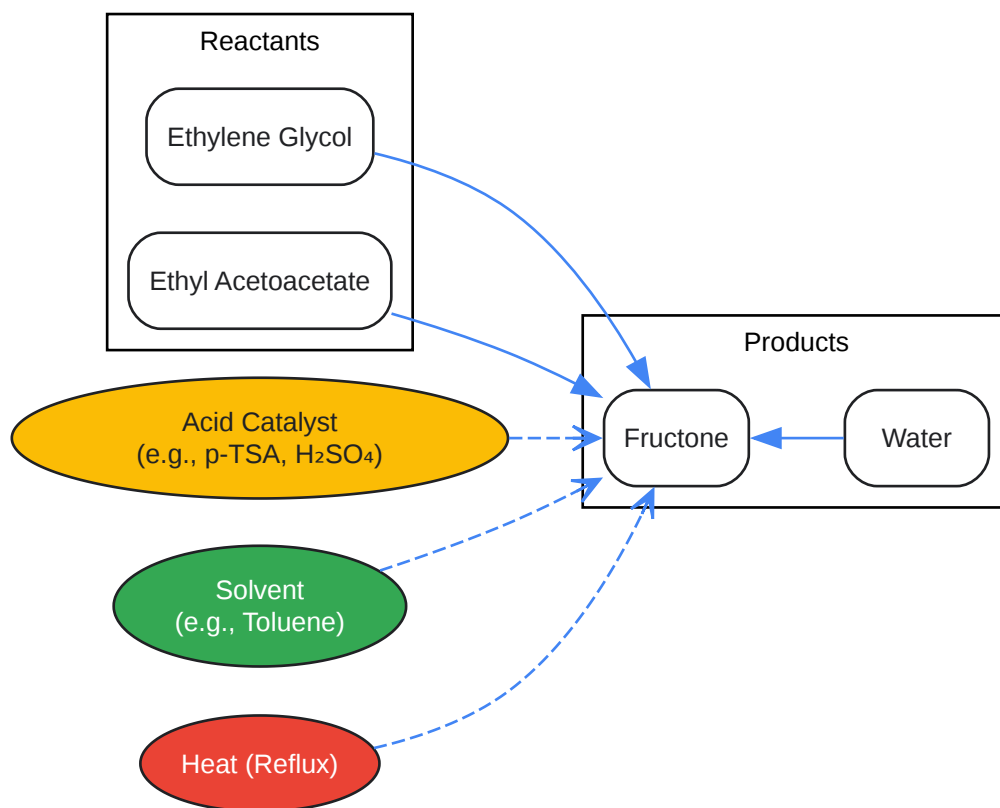 Reactants
Ethylene Glycol
Ethyl Acetoacetate
Products
Fructone
Water
Acid Catalyst
(e.g., p-TSA, H₂SO₄)
Solvent
(e.g., Toluene)
Heat (Reflux)